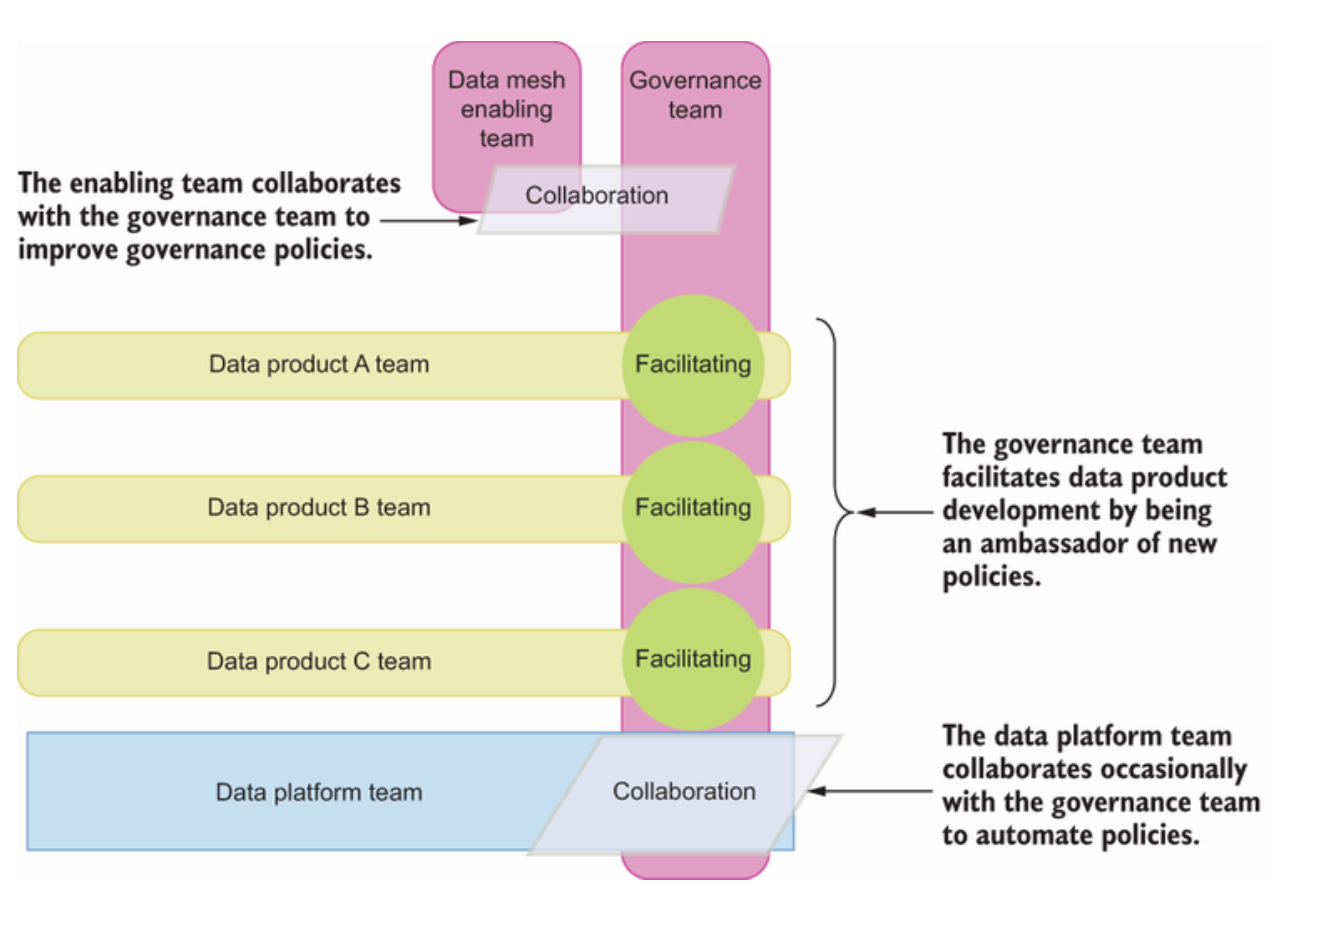 Data mesh
enabling
team
Governance
team
The enabling team collaborates
with the governance team to
improve governance policies.
Collaboration
Data product A team
Facilitating
Data product B team
Facilitating
The governance team
facilitates data product
development by being
an ambassador of new
policies.
Data product C team
Facilitating
Data platform team
Collaboration
The data platform team
collaborates occasionally
with the governance team
to automate policies.